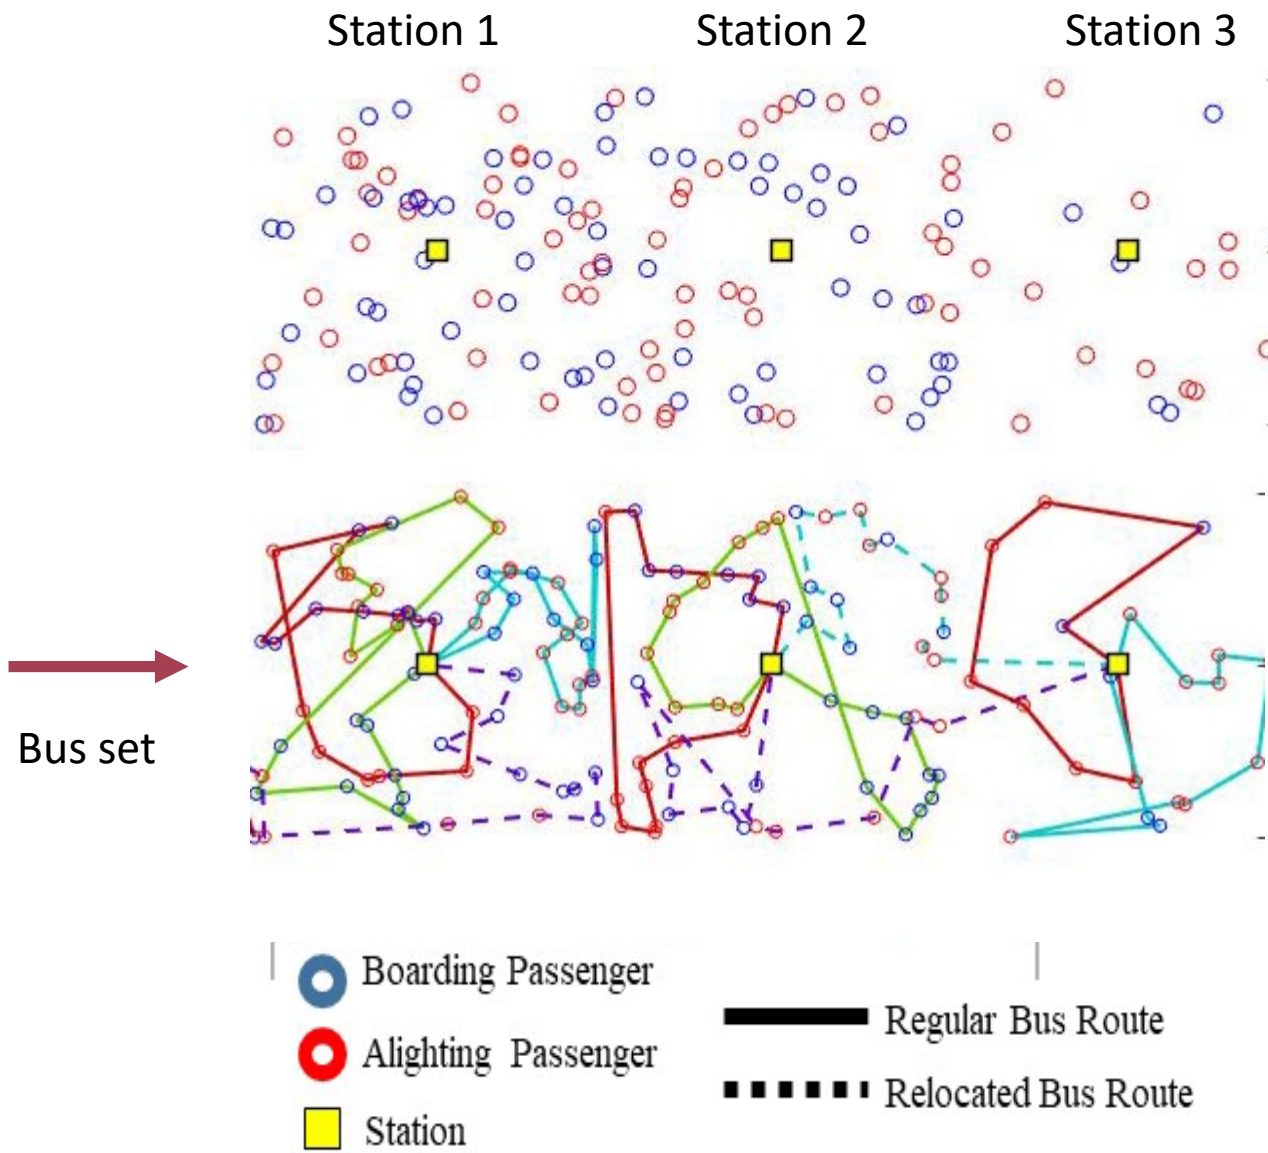 Station 1
Station 2
Station 3
Bus set
Boarding Passenger
Alighting Passenger
Station
Regular Bus Route
Relocated Bus Route